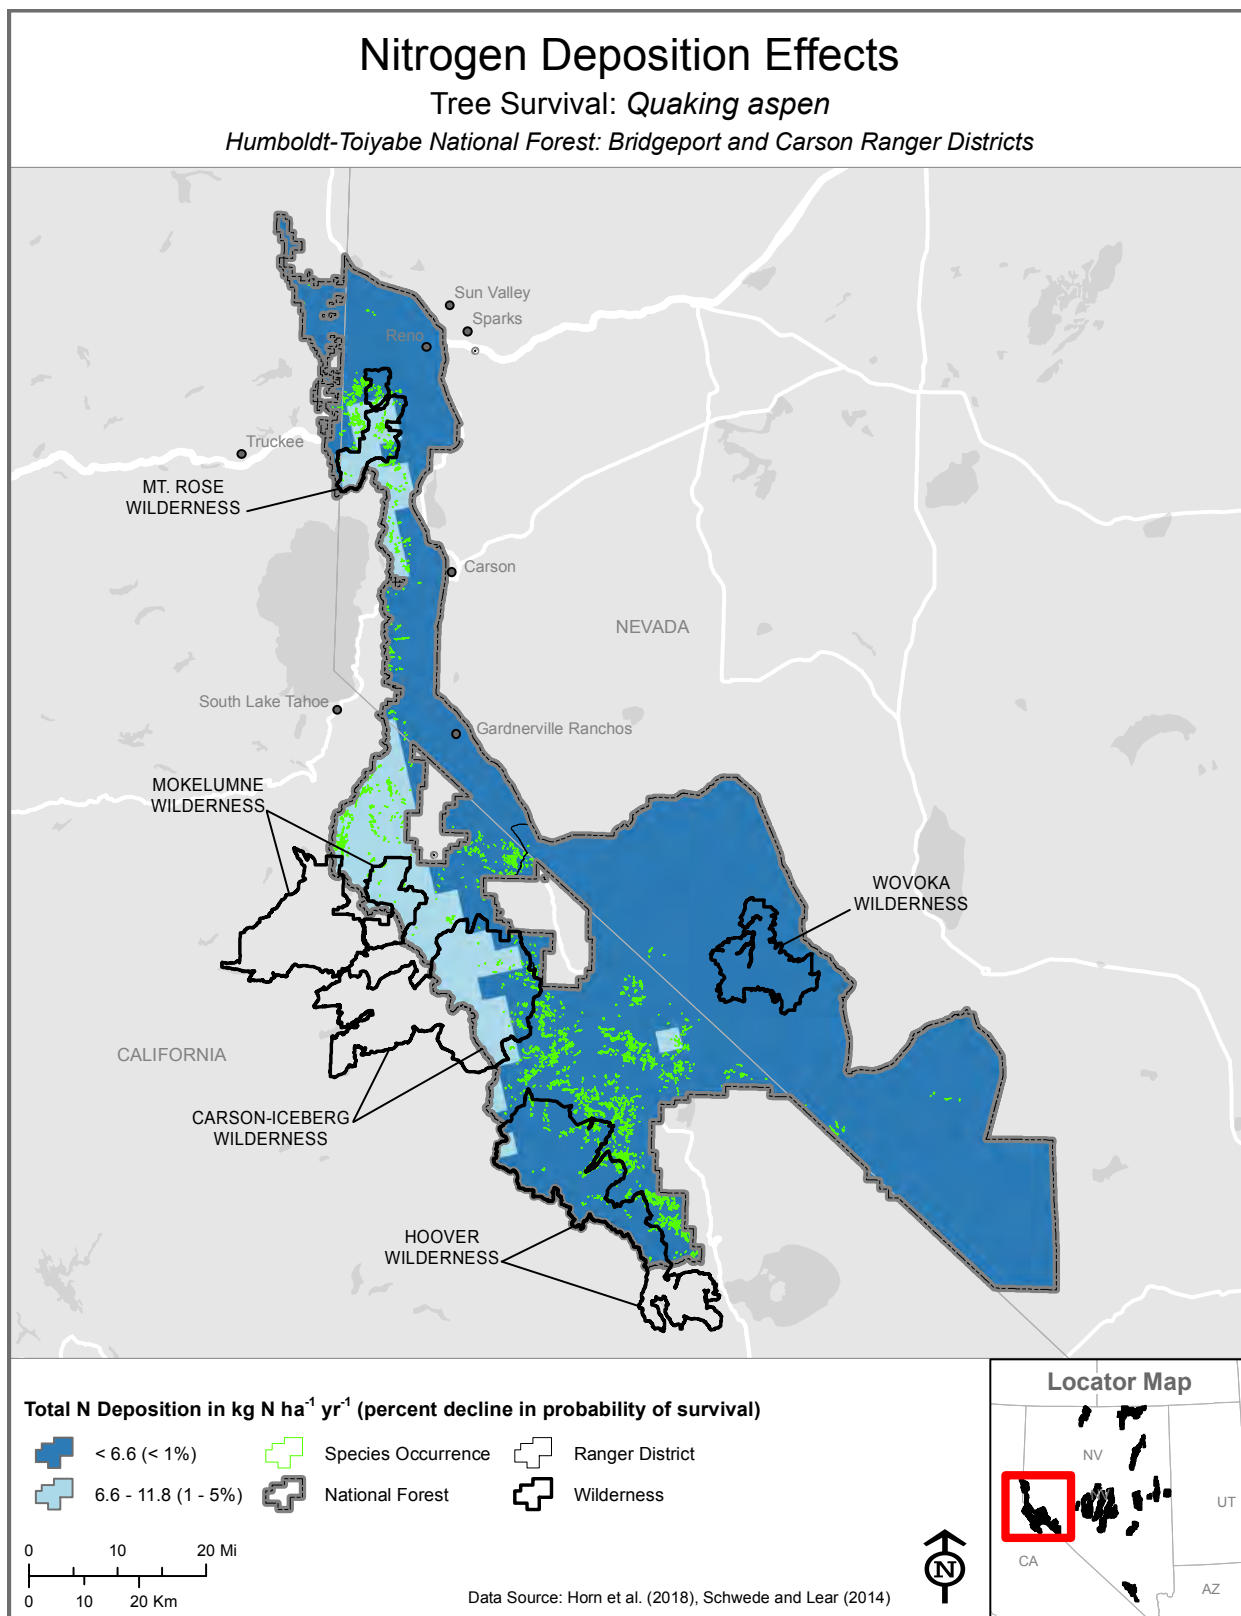 Nitrogen Deposition Effects
Tree Survival: Quaking aspen
Humboldt-Toiyabe National Forest: Bridgeport and Carson Ranger Districts
Sun Valley
Sparks
Reno
Truckee
MT. ROSE
WILDERNESS
Carson
NEVADA
South Lake Tahoe
Gardnerville Ranchos
MOKELUMNE
WILDERNESS
WOVOKA
WILDERNESS
CALIFORNIA
CARSON-ICEBERG
WILDERNESS
HOOVER
WILDERNESS
Total N Deposition in kg N ha⁻¹ yr⁻¹ (percent decline in probability of survival)
< 6.6 (< 1%)
Species Occurrence
Ranger District
6.6 - 11.8 (1 - 5%)
National Forest
Wilderness
0 10 20 Mi
0 10 20 Km
N
Data Source: Horn et al. (2018), Schwede and Lear (2014)
Locator Map
NV
UT
CA
AZ